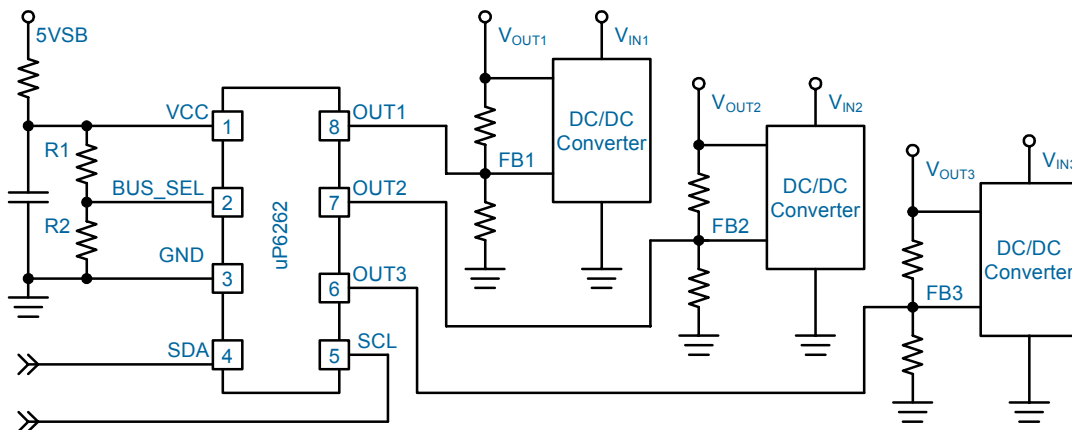 5VSB
VCC
R1
BUS_SEL
R2
GND
SDA
1
2
3
4
uP6262
8
7
6
5
OUT1
OUT2
OUT3
SCL
VOUT1
VIN1
DC/DC
Converter
FB1
VOUT2
VIN2
DC/DC
Converter
FB2
VOUT3
VIN3
DC/DC
Converter
FB3